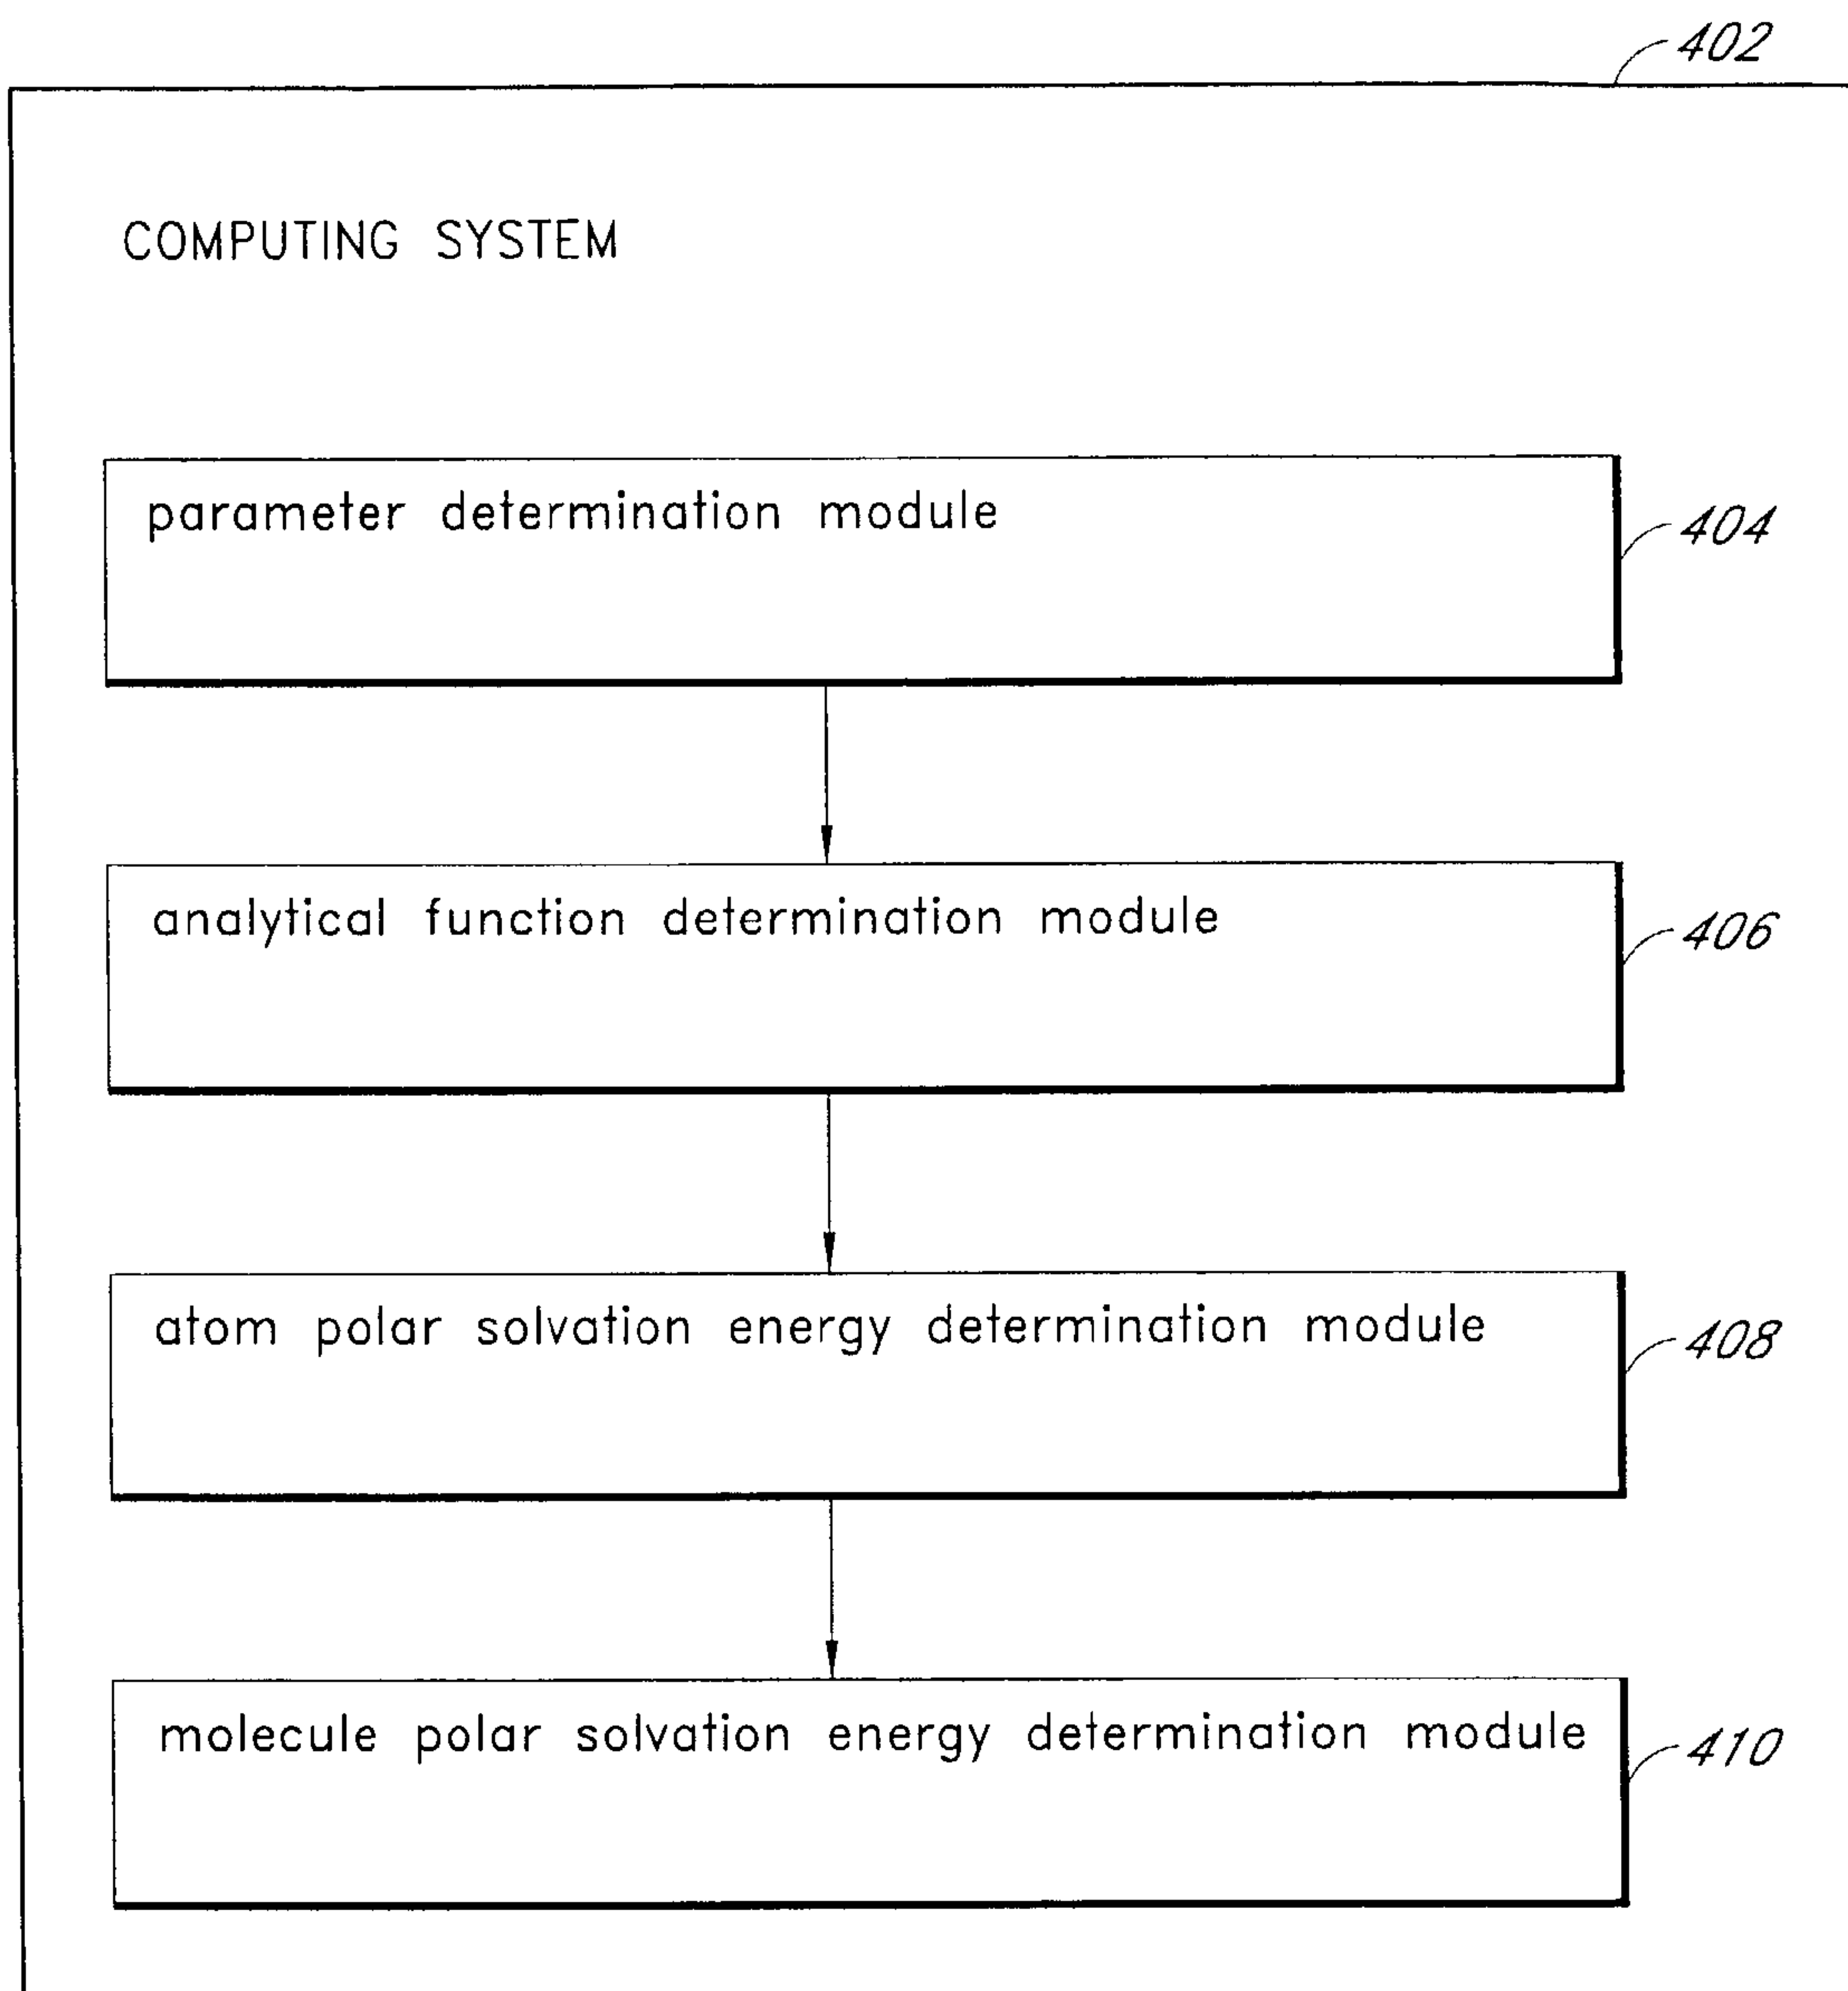 402
COMPUTING SYSTEM
parameter determination module
404
analytical function determination module
406
atom polar solvation energy determination module
408
molecule polar solvation energy determination module
410